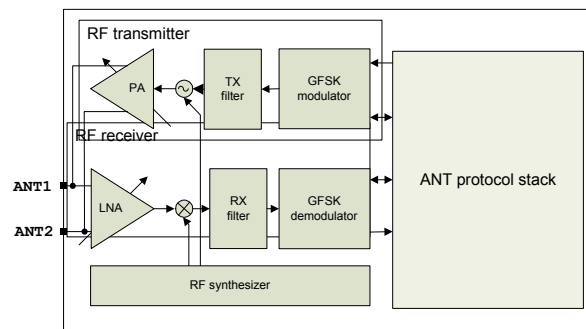 RF transmitter
PA
TX
filter
GFSK
modulator
RF receiver
ANT1
ANT2
LNA
RX
filter
GFSK
demodulator
ANT protocol stack
RF synthesizer